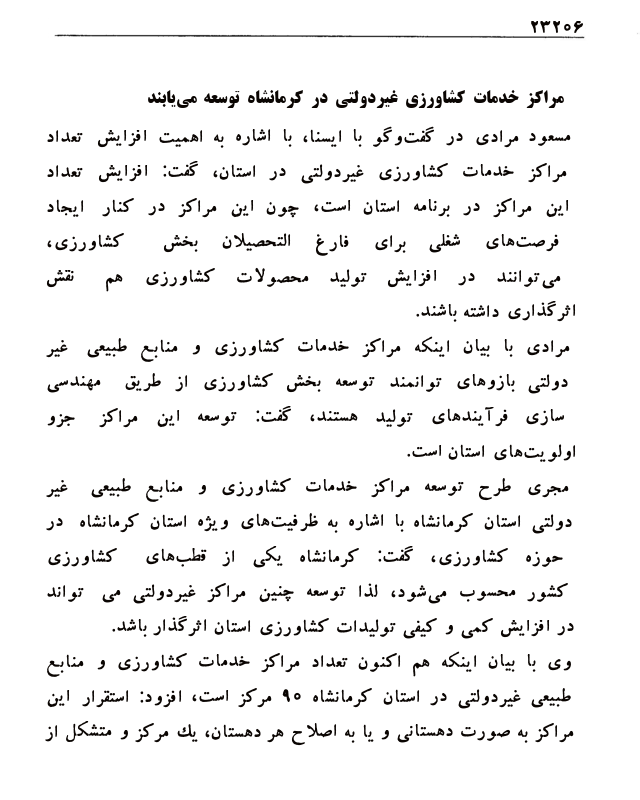 ۲۳۲۰۶
مراکز خدمات کشاورزی غیردولتی در کرمانشاه توسعه می‌یابند
مسعود مرادی در گفت‌وگو با ایسنا، با اشاره به اهمیت افزایش تعداد
مراکز خدمات کشاورزی غیردولتی در استان، گفت: افزایش تعداد
این مراکز در برنامه استان است، چون این مراکز در کنار ایجاد
فرصت‌های شغلی برای فارغ التحصیلان بخش کشاورزی،
می‌توانند در افزایش تولید محصولات کشاورزی هم نقش
اثرگذاری داشته باشند.
مرادی با بیان اینکه مراکز خدمات کشاورزی و منابع طبیعی غیر
دولتی بازوهای توانمند توسعه بخش کشاورزی از طریق مهندسی
سازی فرآیندهای تولید هستند، گفت: توسعه این مراکز جزو
اولویت‌های استان است.
مجری طرح توسعه مراکز خدمات کشاورزی و منابع طبیعی غیر
دولتی استان کرمانشاه با اشاره به ظرفیت‌های ویژه استان کرمانشاه در
حوزه کشاورزی، گفت: کرمانشاه یکی از قطب‌های کشاورزی
کشور محسوب می‌شود، لذا توسعه چنین مراکز غیردولتی می تواند
در افزایش کمی و کیفی تولیدات کشاورزی استان اثرگذار باشد.
وی با بیان اینکه هم اکنون تعداد مراکز خدمات کشاورزی و منابع
طبیعی غیردولتی در استان کرمانشاه ۹۰ مرکز است، افزود: استقرار این
مراکز به صورت دهستانی و یا به اصلاح هر دهستان، یك مرکز و متشکل از